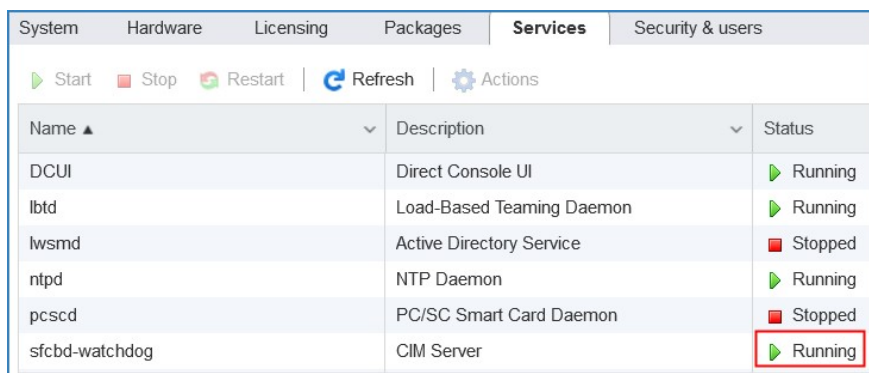 System Hardware Licensing Packages Services Security & users
Start Stop Restart Refresh Actions
Name Description Status
DCUI Direct Console UI Running
lbtd Load-Based Teaming Daemon Running
lwsmd Active Directory Service Stopped
ntpd NTP Daemon Running
pcscd PC/SC Smart Card Daemon Stopped
sfcbd-watchdog CIM Server Running